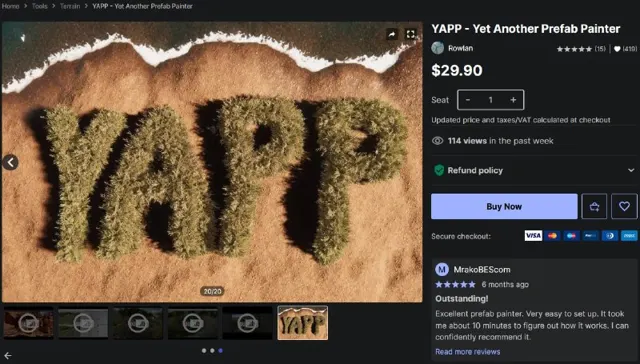 Home > Tools > Terrain > YAPP - Yet Another Prefab Painter
YAPP
20/20
YAPP - Yet Another Prefab Painter
Rowlan
(15) | (419)
$29.90
Seat - 1 +
Updated price and taxes/VAT calculated at checkout
114 views in the past week
Refund policy
Buy Now
Secure checkout: VISA
M MrakoBEScom
6 months ago
Outstanding!
Excellent prefab painter. Very easy to set up. It took
me about 10 minutes to figure out how it works. I can
confidently recommend it.
Read more reviews
YAPP